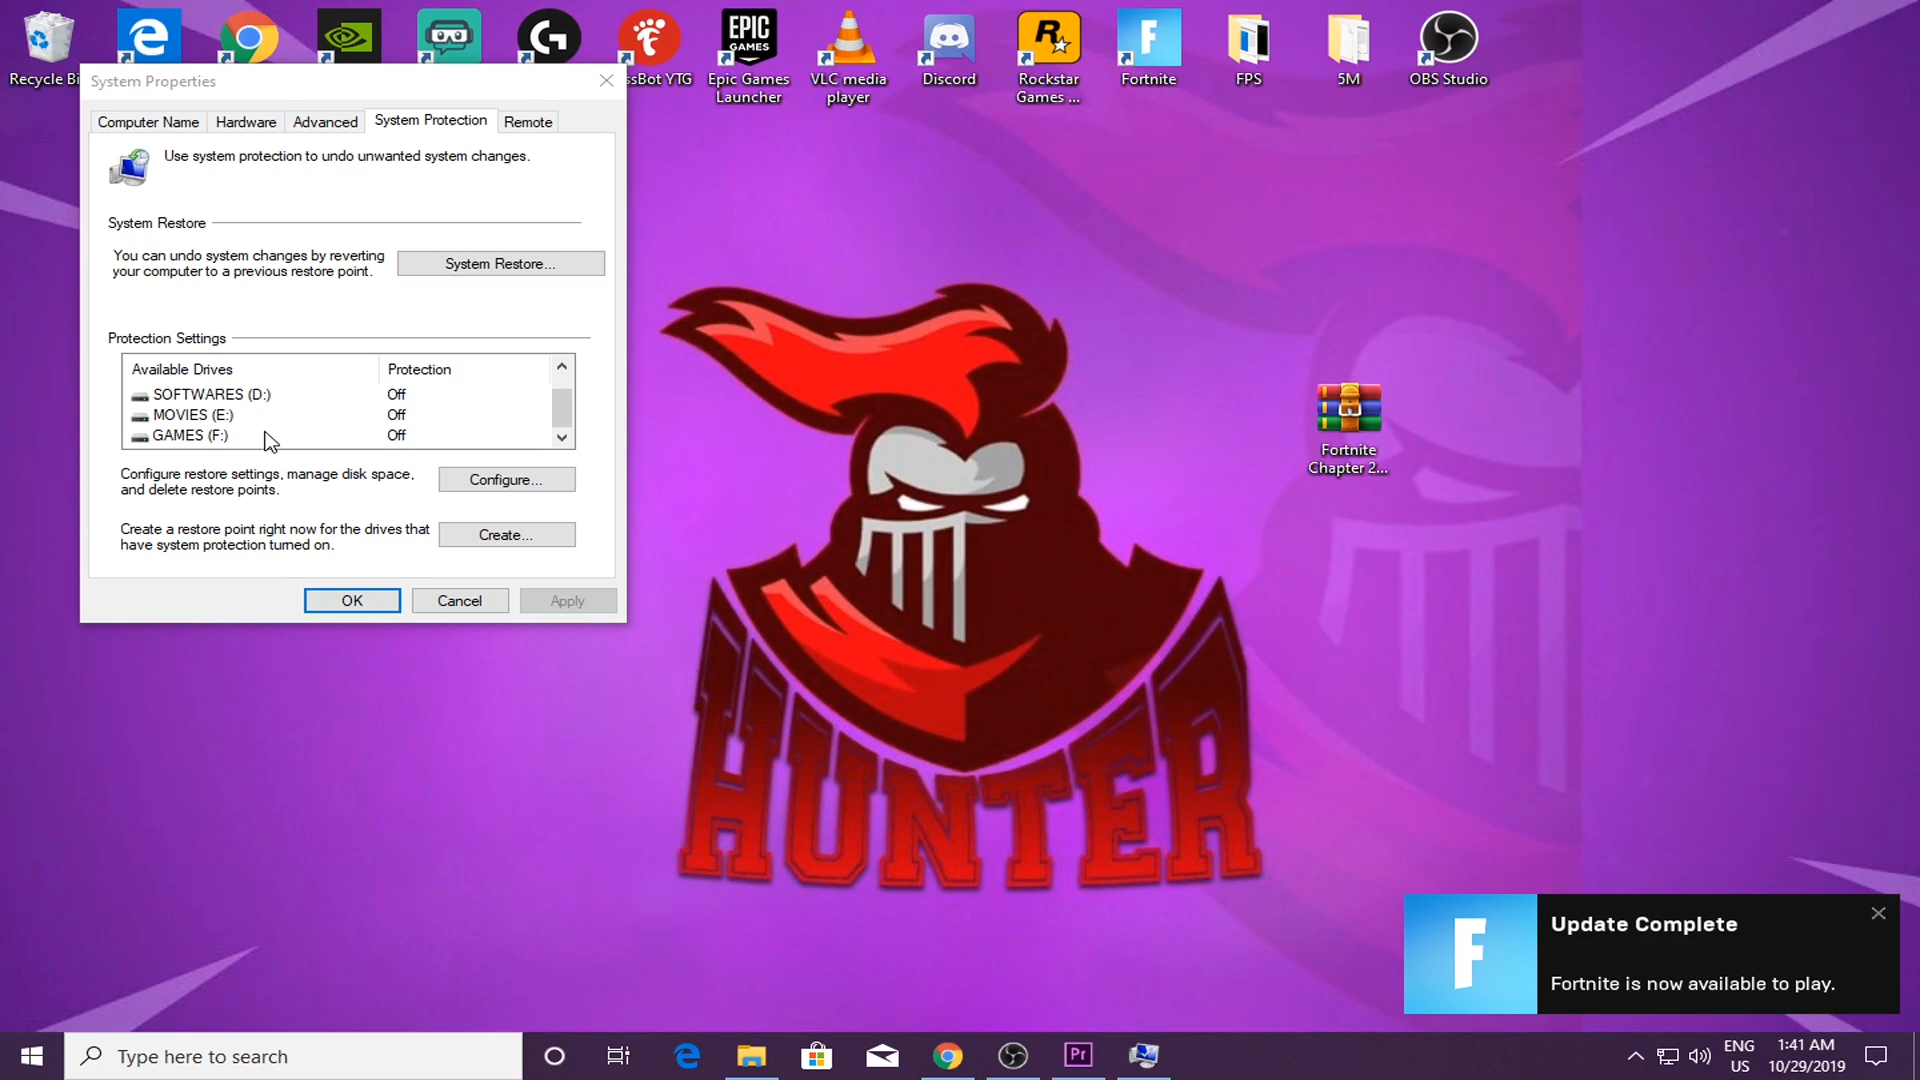 Recycle Bi
ssBot YTG
EPIC
GAMES
Epic Games
Launcher
VLC media
player
Discord
R
Rockstar
Games ...
F
Fortnite
FPS
5M
OBS Studio
System Properties
Computer Name
Hardware
Advanced
System Protection
Remote
Use system protection to undo unwanted system changes.
System Restore
You can undo system changes by reverting
your computer to a previous restore point.
System Restore...
Protection Settings
Available Drives
Protection
SOFTWARES (D:)
Off
MOVIES (E:)
Off
GAMES (F:)
Off
Configure restore settings, manage disk space,
and delete restore points.
Configure...
Create a restore point right now for the drives that
have system protection turned on.
Create...
OK
Cancel
Apply
Fortnite
Chapter 2...
HUNTER
F
Update Complete
Fortnite is now available to play.
Type here to search
Pr
ENG
US
1:41 AM
10/29/2019